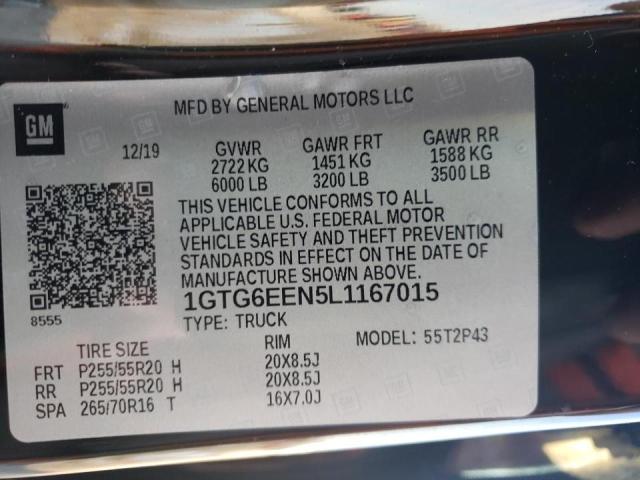 MFD BY GENERAL MOTORS LLC
GM
12/19
GVWR GAWR FRT GAWR RR
2722 KG 1451 KG 1588 KG
6000 LB 3200 LB 3500 LB
THIS VEHICLE CONFORMS TO ALL
APPLICABLE U.S. FEDERAL MOTOR
VEHICLE SAFETY AND THEFT PREVENTION
STANDARDS IN EFFECT ON THE DATE OF
MANUFACTURE SHOWN ABOVE.
1GTG6EEN5L1167015
8555
TYPE: TRUCK MODEL: 55T2P43
TIRE SIZE RIM
FRT P255/55R20 H 20X8.5J
RR P255/55R20 H 20X8.5J
SPA 265/70R16 T 16X7.0J